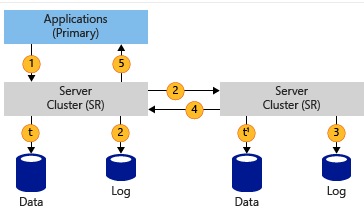 Applications
(Primary)
1
5
Server
Cluster (SR)
2
4
Server
Cluster (SR)
t
2
t¹
3
Data
Log
Data
Log